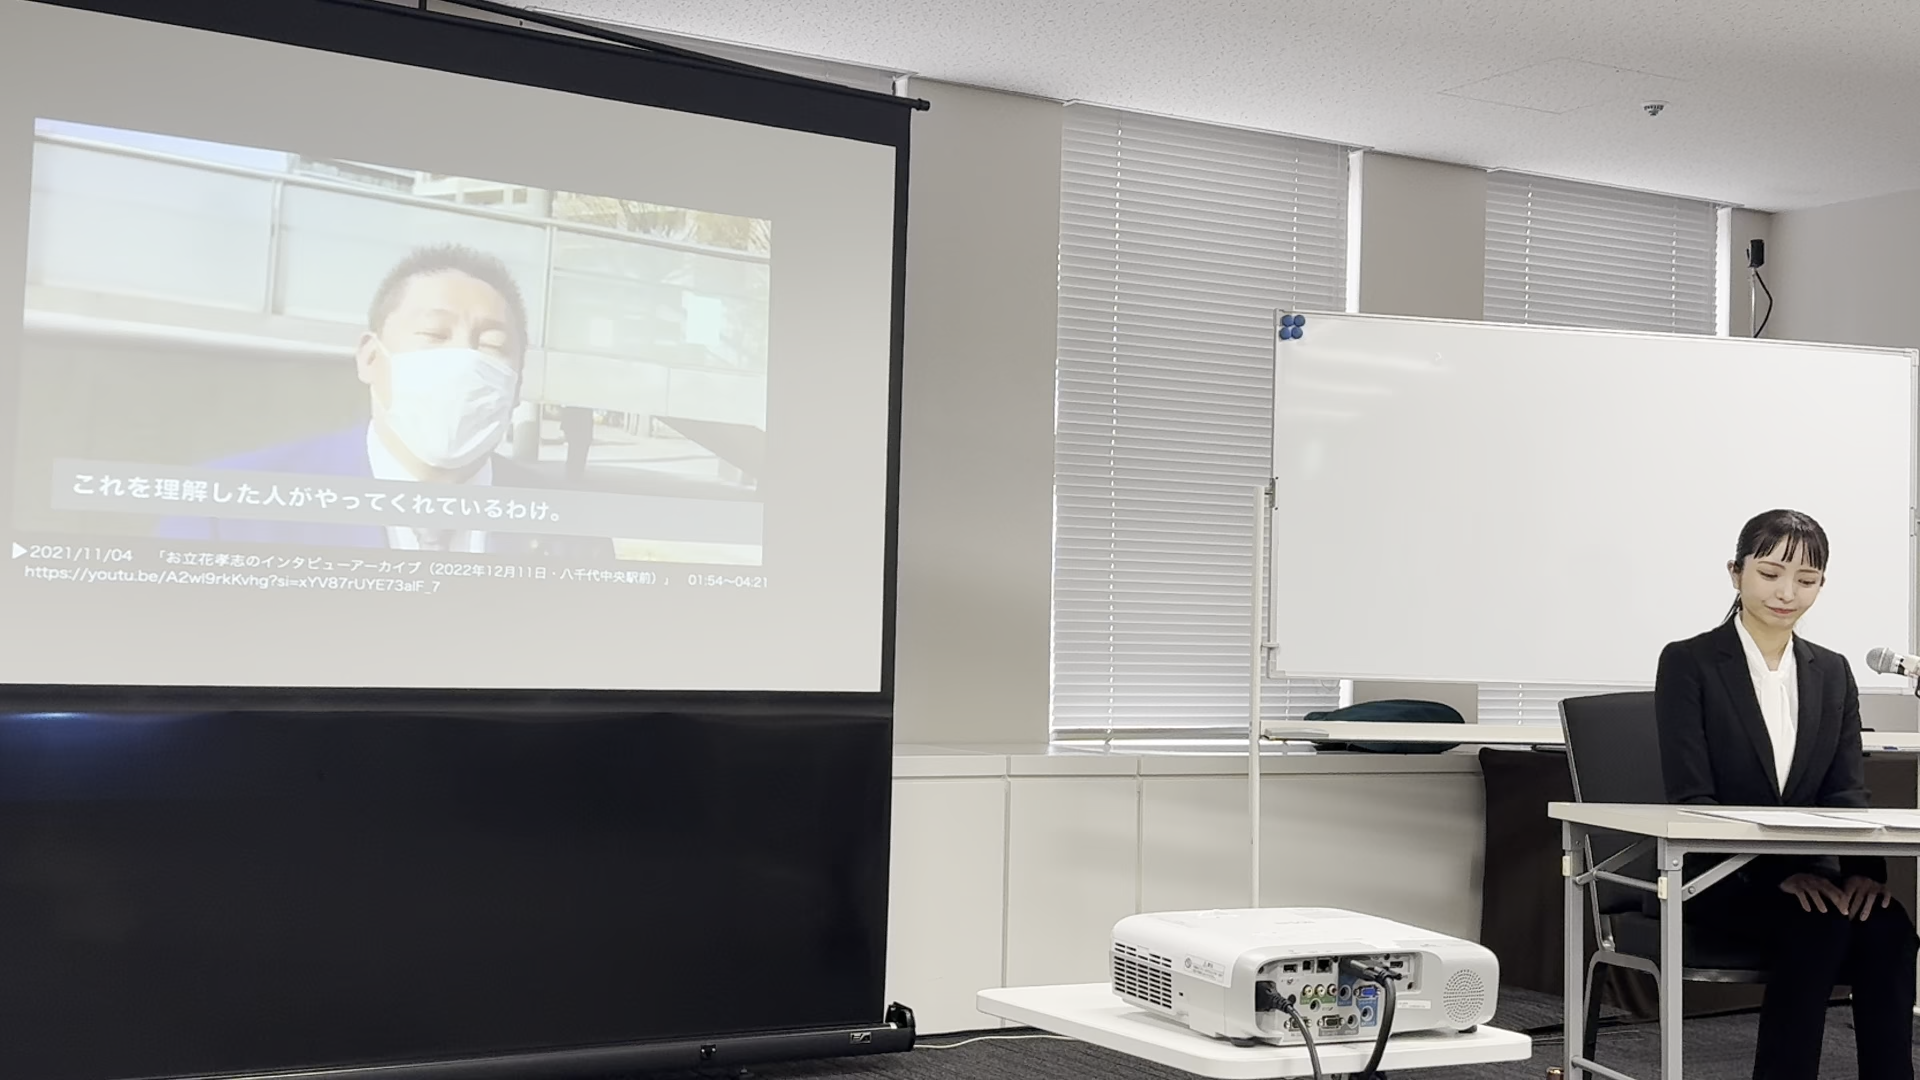 これを理解した人がやってくれているわけ。
▶2021/11/04 「お立花孝志のインタビューアーカイブ（2022年12月11日・八千代中央駅前）」 01:54〜04:21
https://youtu.be/A2wl9rkKvhg?si=xYV87rUYE73alF_7